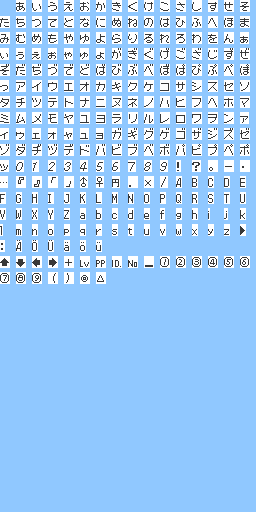 あいうえおかきくけこさしすせそ
たちつてとなにぬねのはひふへほま
みむめもやゆよらりるれろわをんぁ
ぃぅぇぉゃゅょがぎぐげござじずぜ
ぞだぢづでどばびぶべぼぱぴぷぺぽ
っアイウエオカキクケコサシスセソ
タチツテトナニヌネノハヒフヘホマ
ミムメモヤユヨラリルレロワヲンァ
ィゥェォャュョガギグゲゴザジズゼ
ゾダヂヅデドバビブベボパピプペポ
ッ0123456789!?。ー・
…『』「」♂♀円.×/ABCDE
FGHIJKLMNOPQRSTU
VWXYZabcdefghijk
lmnopqrstuvwxyz▶
:ÄÖÜäöü
⬆⬇⬅➡+ Lv PP ID. No _ ①②③④⑤⑥
⑦⑧⑨()◎△